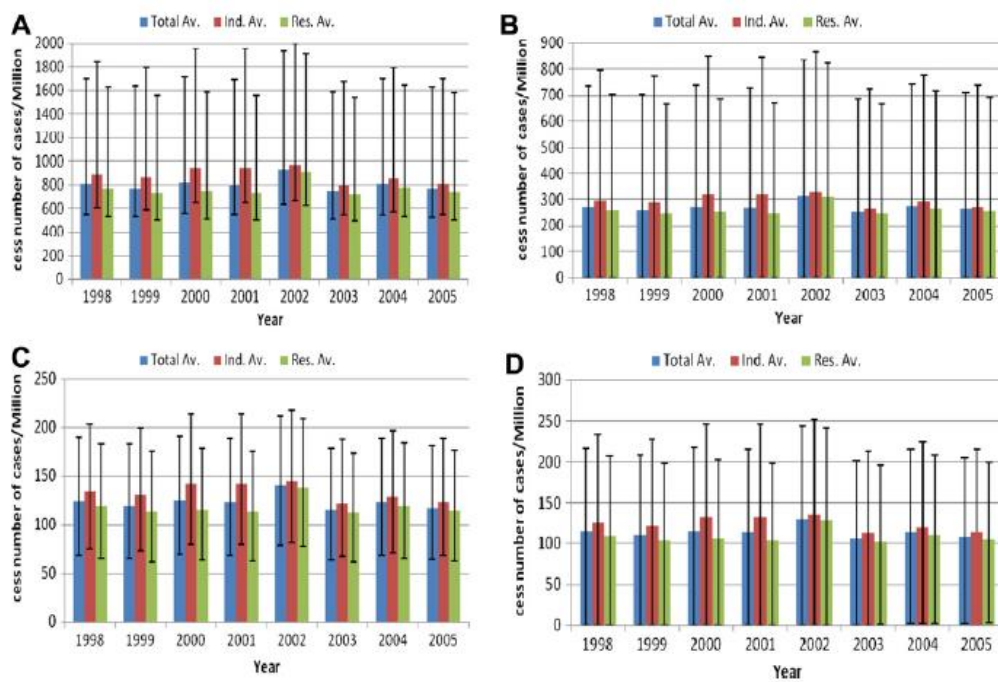 A
Total Av. Ind. Av. Res. Av.
cess number of cases/Million
2000
1800
1600
1400
1200
1000
800
600
400
200
0
1998 1999 2000 2001 2002 2003 2004 2005
Year
B
Total Av. Ind. Av. Res. Av.
cess number of cases/Million
900
800
700
600
500
400
300
200
100
0
1998 1999 2000 2001 2002 2003 2004 2005
Year
C
Total Av. Ind. Av. Res. Av.
cess number of cases/Million
250
200
150
100
50
0
1998 1999 2000 2001 2002 2003 2004 2005
Year
D
Total Av. Ind. Av. Res. Av.
cess number of cases/Million
300
250
200
150
100
50
0
1998 1999 2000 2001 2002 2003 2004 2005
Year